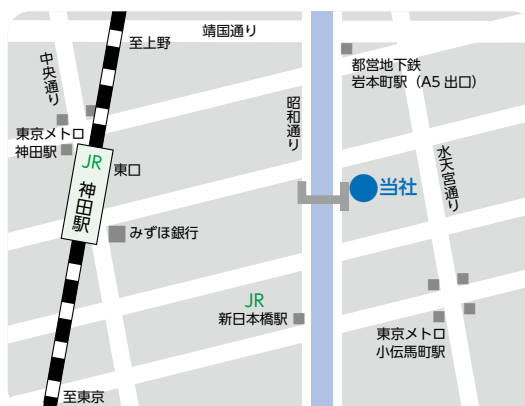 靖国通り
至上野
中央通り
都営地下鉄
岩本町駅（A5 出口）
昭和通り
東京メトロ
神田駅
JR
神田駅
東口
水天宮通り
当社
みずほ銀行
JR
新日本橋駅
東京メトロ
小伝馬町駅
至東京